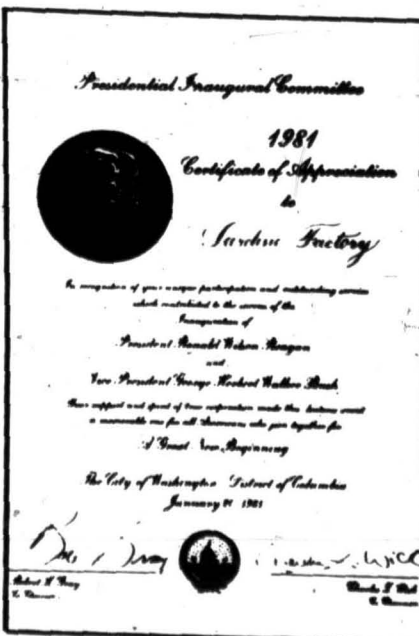 Presidential Inaugural Committee
1981
Certificate of Appreciation
to
Sardine Factory
In recognition of your unique participation and outstanding service
which contributed to the success of the
Inauguration of
President Ronald Wilson Reagan
and
Vice President George Herbert Walker Bush
Your support and spirit of true cooperation made this historic event
a memorable one for all Americans who join together for
A Great New Beginning
The City of Washington District of Columbia
January 20 1981
Robert K. Gray
Co Chairman
Charles Z. Wick
Co Chairman